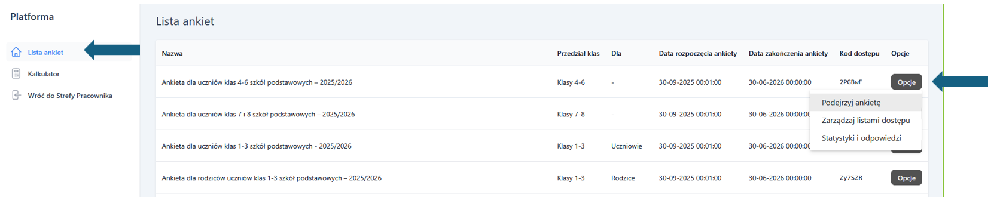 Platforma
Lista ankiet
Kalkulator
Wróć do Strefy Pracownika
Lista ankiet
Nazwa Przedział klas Dla Data rozpoczęcia ankiety Data zakończenia ankiety Kod dostępu Opcje
Ankieta dla uczniów klas 4-6 szkół podstawowych – 2025/2026 Klasy 4-6 - 30-09-2025 00:01:00 30-06-2026 00:00:00 2PGBwF Opcje
Podejrzyj ankietę
Ankieta dla uczniów klas 7 i 8 szkół podstawowych – 2025/2026 Klasy 7-8 - 30-09-2025 00:01:00 30-06-2026 00:00:00
Zarządzaj listami dostępu
Statystyki i odpowiedzi
Ankieta dla uczniów klas 1-3 szkół podstawowych - 2025/2026 Klasy 1-3 Uczniowie 30-09-2025 00:01:00 30-06-2026 00:00:00
Ankieta dla rodziców uczniów klas 1-3 szkół podstawowych – 2025/2026 Klasy 1-3 Rodzice 30-09-2025 00:01:00 30-06-2026 00:00:00 Zy7SZR Opcje